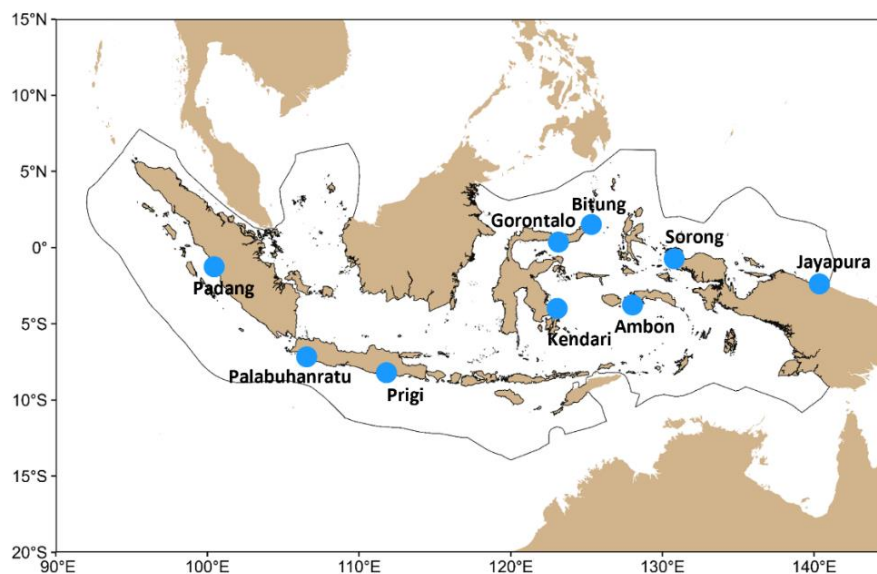 15°N
10°N
5°N
0°
5°S
10°S
15°S
20°S
Bitung
Gorontalo
Sorong
Jayapura
Padang
Kendari
Ambon
Palabuhanratu
Prigi
90°E
100°E
110°E
120°E
130°E
140°E